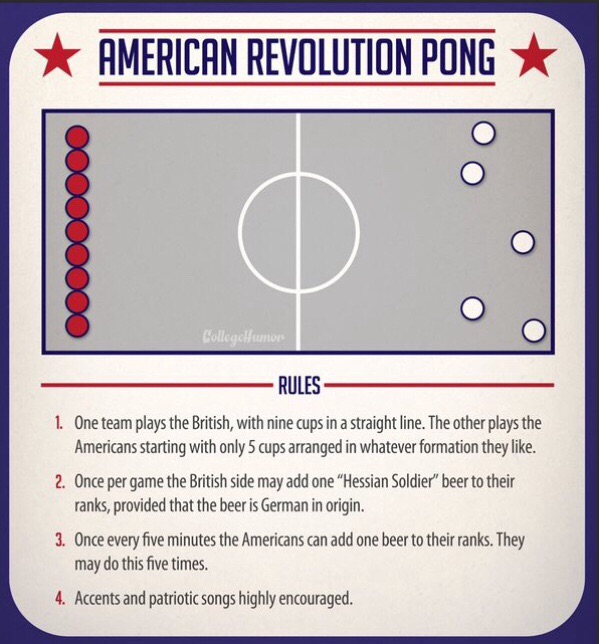 AMERICAN REVOLUTION PONG
CollegeHumor
RULES
1. One team plays the British, with nine cups in a straight line. The other plays the
Americans starting with only 5 cups arranged in whatever formation they like.
2. Once per game the British side may add one “Hessian Soldier” beer to their
ranks, provided that the beer is German in origin.
3. Once every five minutes the Americans can add one beer to their ranks. They
may do this five times.
4. Accents and patriotic songs highly encouraged.